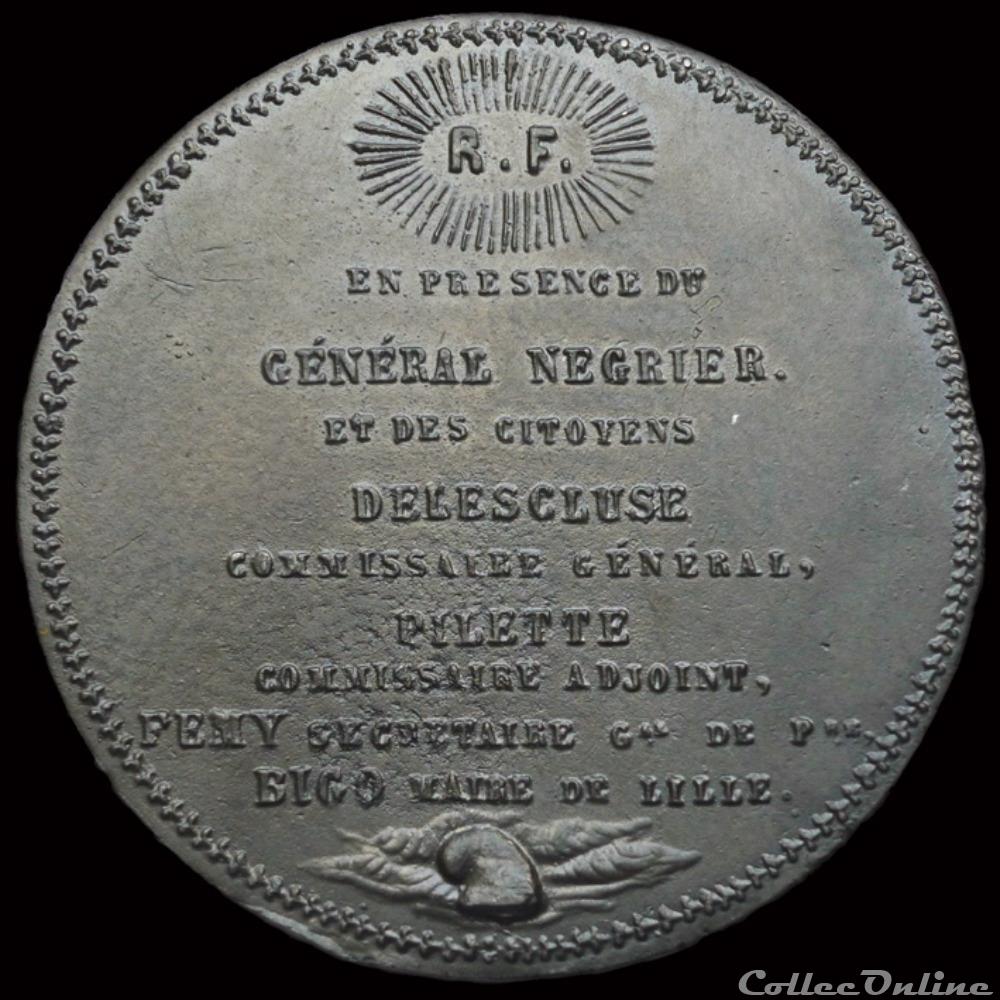 R.F.
EN PRESENCE DU
GÉNÉRAL NEGRIER.
ET DES CITOYENS
DELESCLUSE
COMMISSAIRE GÉNÉRAL,
PILETTE
COMMISSAIRE ADJOINT,
FEMY SECRETAIRE Gal DE Pre.
BIGO MAIRE DE LILLE.
CollecOnline